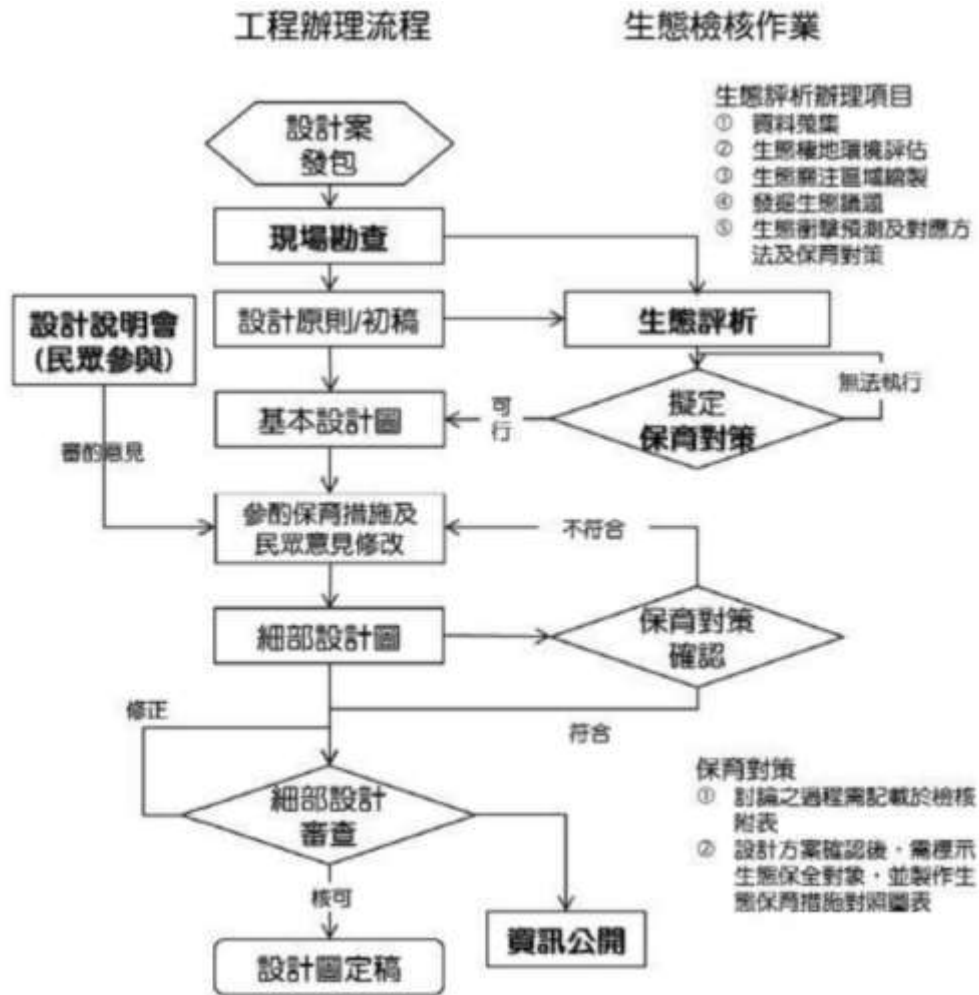 工程辦理流程
生態檢核作業
生態評析辦理項目
① 資料蒐集
② 生態棲地環境評估
③ 生態關注區域繪製
④ 發掘生態議題
⑤ 生態衝擊預測及對應方
法及保育對策
設計案
發包
現場勘查
設計說明會
(民眾參與)
設計原則/初稿
生態評析
無法執行
基本設計圖
可
行
擬定
保育對策
審酌意見
參酌保育措施及
民眾意見修改
不符合
細部設計圖
保育對策
確認
修正
符合
細部設計
審查
保育對策
① 討論之過程需記載於檢核
附表
② 設計方案確認後，需標示
生態保全對象，並製作生
態保育措施對照圖表
核可
資訊公開
設計圖定稿